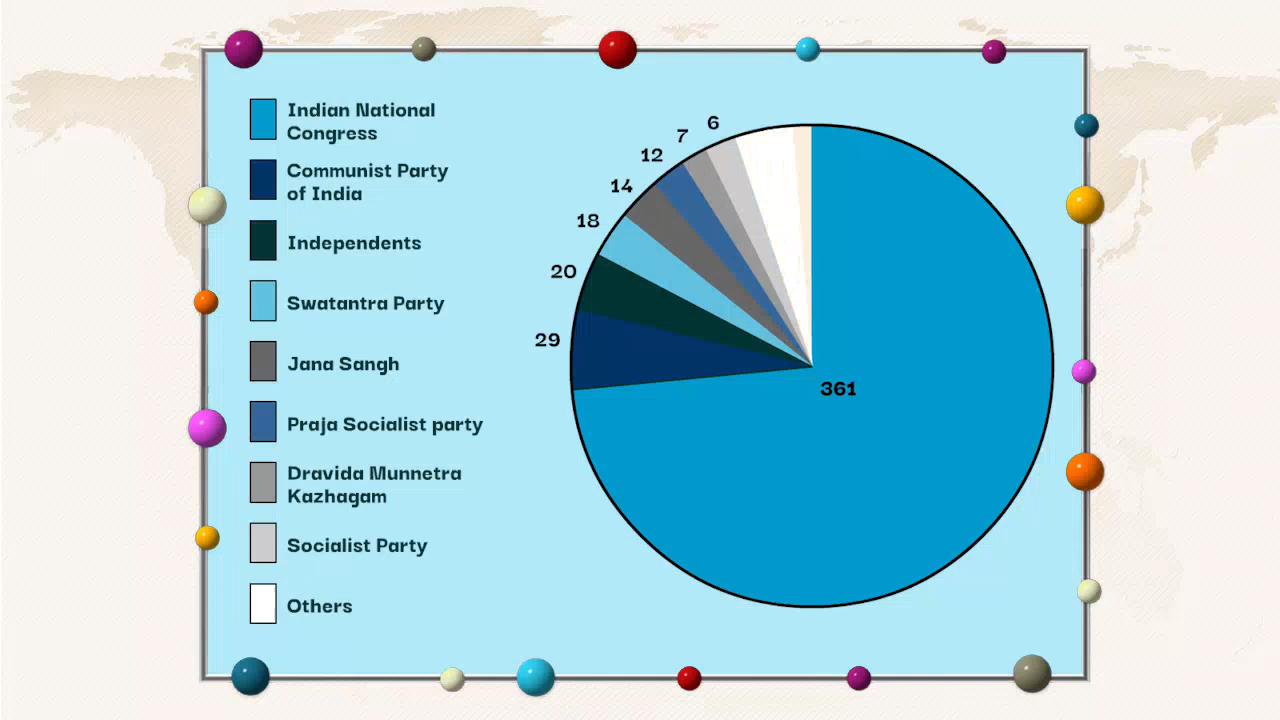 Indian National
Congress
Communist Party
of India
Independents
Swatantra Party
Jana Sangh
Praja Socialist party
Dravida Munnetra
Kazhagam
Socialist Party
Others
6
7
12
14
18
20
29
361